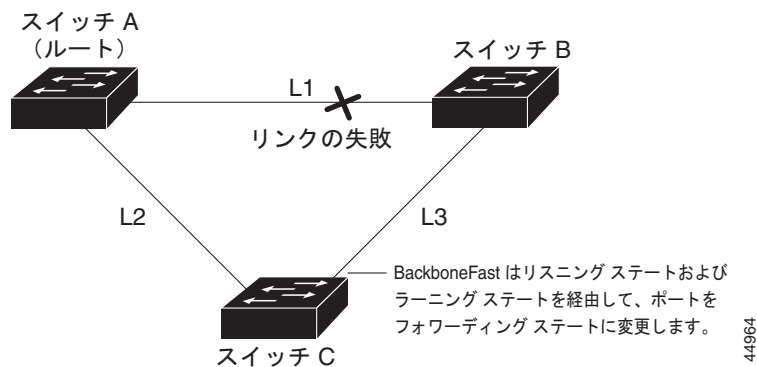 スイッチ A
（ルート）
スイッチ B
L1
リンクの失敗
L2
L3
BackboneFast はリスニング ステートおよび
ラーニング ステートを経由して、ポートを
フォワーディング ステートに変更します。
スイッチ C
44964